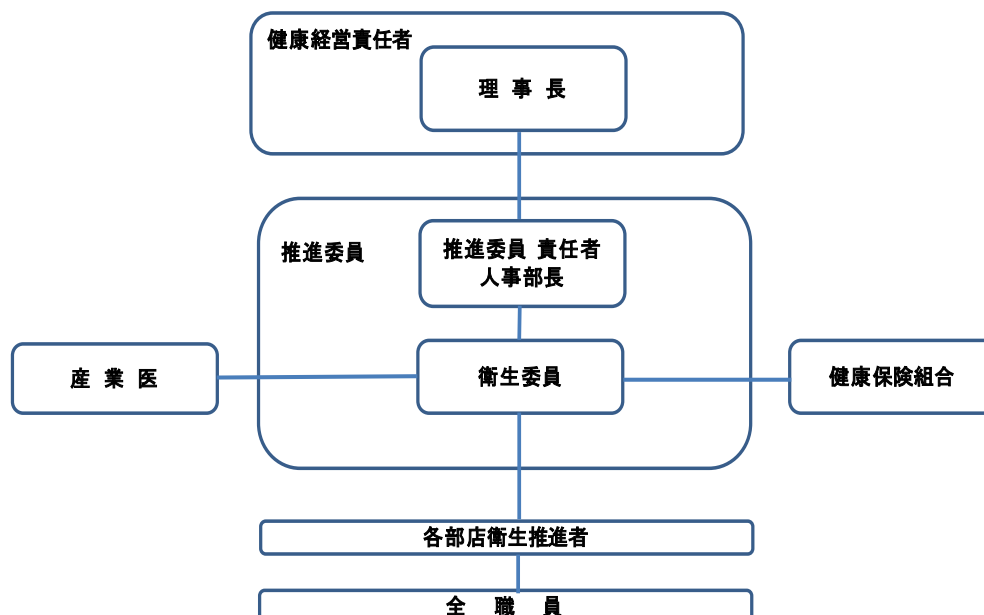 健康経営責任者
理 事 長
推進委員
推進委員 責任者
人事部長
産 業 医
衛生委員
健康保険組合
各部店衛生推進者
全 職 員